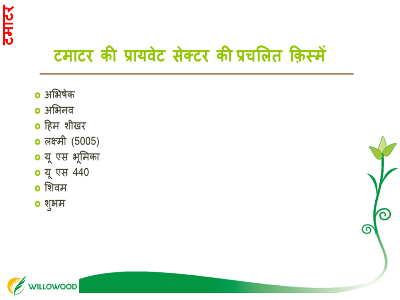 टमाटर
टमाटर की प्रायवेट सेक्टर की प्रचलित क़िस्में
अभिषेक
अभिनव
हिम शीखर
लक्ष्मी (5005)
यू एस भूमिका
यू एस 440
शिवम
शुभम
WILLOWOOD